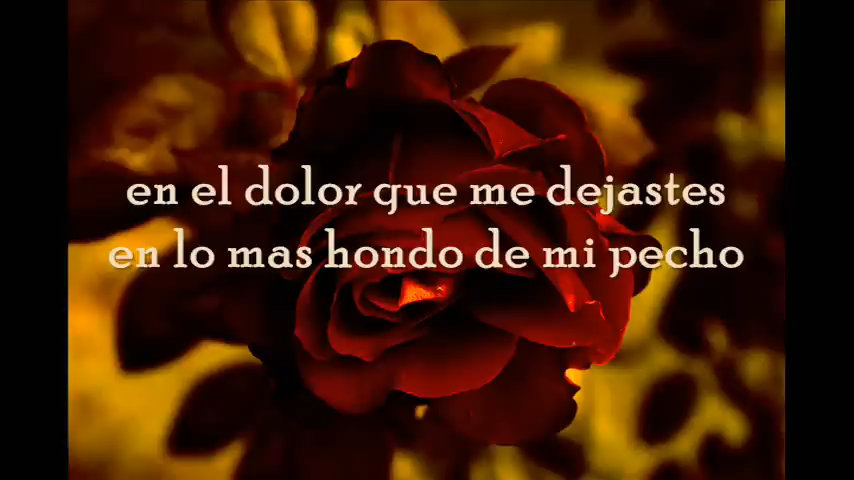 en el dolor que me dejastes
en lo mas hondo de mi pecho